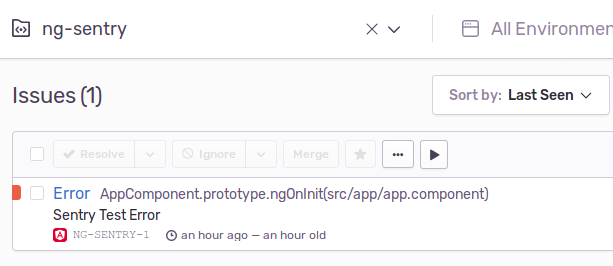 ng-sentry
All Environmen
Issues (1)
Sort by: Last Seen
Resolve
Ignore
Merge
Error AppComponent.prototype.ngOnInit(src/app/app.component)
Sentry Test Error
NG-SENTRY-1 an hour ago — an hour old